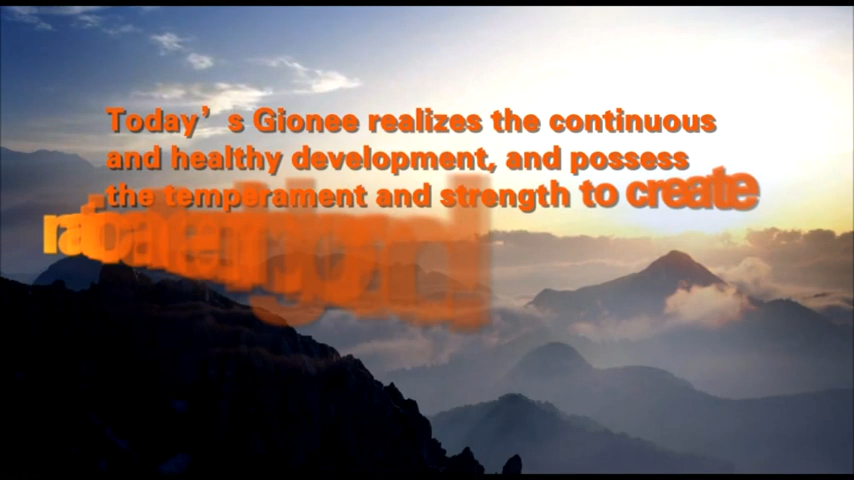 Today’s Gionee realizes the continuous
and healthy development, and possess
the temperament and strength to create